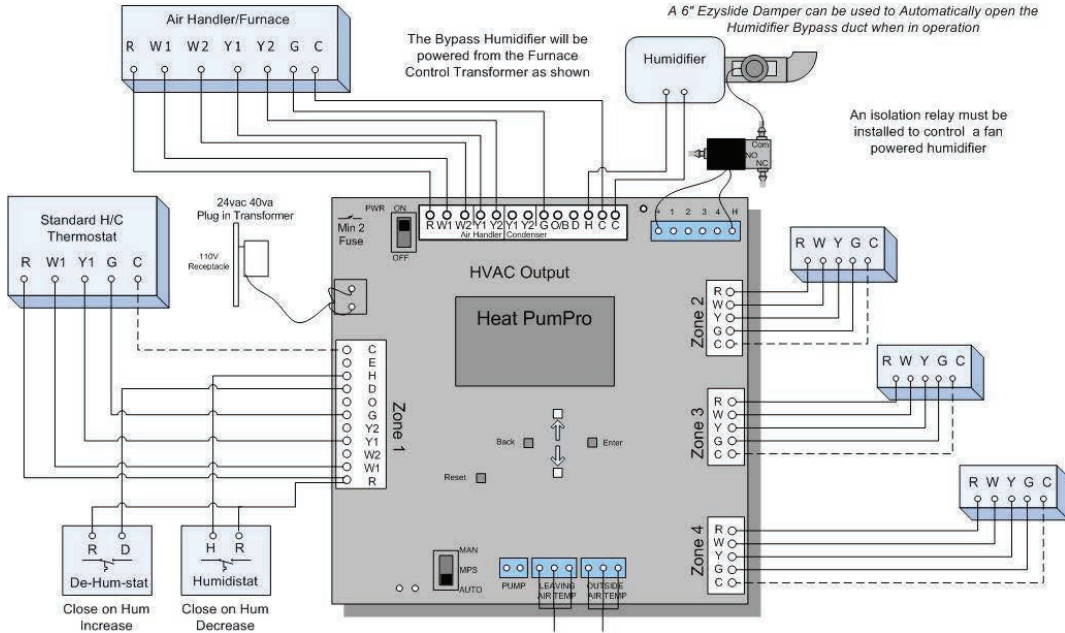 Air Handler/Furnace
R W1 W2 Y1 Y2 G C
The Bypass Humidifier will be
powered from the Furnace
Control Transformer as shown
A 6" Ezyslide Damper can be used to Automatically open the
Humidifier Bypass duct when in operation
Humidifier
An isolation relay must be
installed to control a fan
powered humidifier
Com
NO
NC
Standard H/C
Thermostat
R W1 Y1 G C
24vac 40va
Plug in Transformer
110V
Receptacle
Min 2
Fuse
PWR
ON
OFF
R W1 W2 Y1 Y2 Y1 Y2 G O/B D H C C
Air Handler Condenser
+ 1 2 3 4 H
HVAC Output
Heat PumPro
Zone 1
C
E
H
D
O
G
Y2
Y1
W2
W1
R
Zone 2
R
W
Y
G
C
R W Y G C
Zone 3
R
W
Y
G
C
R W Y G C
Zone 4
R
W
Y
G
C
R W Y G C
Back
Enter
Reset
MAN
MPS
AUTO
PUMP
LEAVING
AIR TEMP
OUTSIDE
AIR TEMP
R D
De-Hum-stat
Close on Hum
Increase
H R
Humidistat
Close on Hum
Decrease